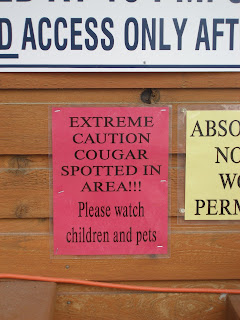 D ACCESS ONLY AFT
EXTREME
CAUTION
COUGAR
SPOTTED IN
AREA!!!
Please watch
children and pets
ABSO
NO
WO
PERM